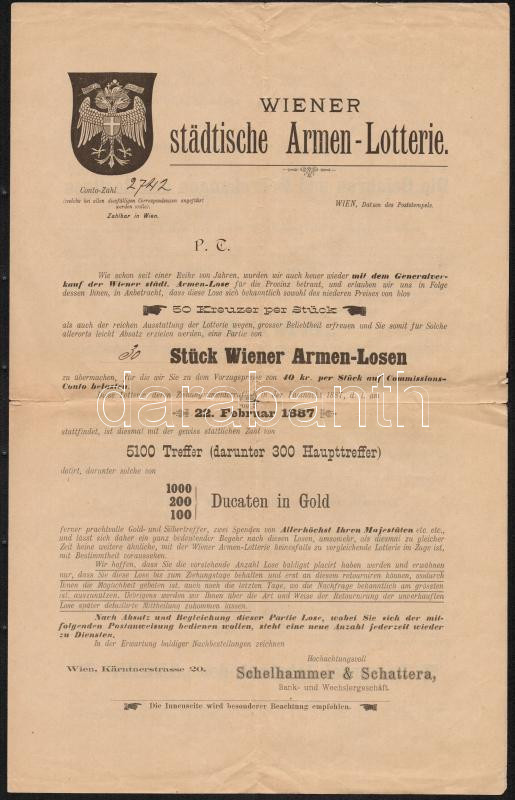 WIENER
städtische Armen-Lotterie.
Conto-Zahl 2742
(welche bei allen diesfälligen Correspondenzen angeführt
werden wolle).
Zahlbar in Wien.
WIEN, Datum des Poststempels.
P. T.
Wie schon seit einer Reihe von Jahren, wurden wir auch heuer wieder mit dem Generalver-
kauf der Wiener städt. Armen-Lose für die Provinz betraut, und erlauben wir uns in Folge
dessen Ihnen, in Anbetracht, dass diese Lose sich bekanntlich sowohl des niederen Preises von blos
50 Kreuzer per Stück
als auch der reichen Ausstattung der Lotterie wegen, grosser Beliebtheit erfreuen und Sie somit für Solche
allerorts leicht Absatz erzielen werden, eine Partie von
30 Stück Wiener Armen-Losen
zu übermachen, für die wir Sie zu dem Vorzugspreise von 40 kr. per Stück auf Commissions-
Conto belasten.
Diese Lotterie, deren Ziehung am Faschings 1887, d. i. am
22. Februar 1887
stattfindet, ist diesmal mit der gewiss stattlichen Zahl von
5100 Treffer (darunter 300 Haupttreffer)
dotirt, darunter solche von
1000
200 Ducaten in Gold
100
ferner prachtvolle Gold- und Silbertreffer, zwei Spenden von Allerhöchst Ihren Majestäten etc. etc.,
und lässt sich daher ein ganz bedeutender Begehr nach diesen Losen, umsomehr, als diesmal zu gleicher
Zeit keine weitere ähnliche, mit der Wiener Armen-Lotterie keinesfalls zu vergleichende Lotterie im Zuge ist,
mit Bestimmtheit voraussehen.
Wir hoffen, dass Sie die vorstehende Anzahl Lose baldigst placirt haben werden und erwähnen
nur, dass Sie diese Lose bis zum Ziehungstage behalten und erst an diesem retourniren können, wodurch
Ihnen die Möglichkeit geboten ist, auch noch die letzten Tage, wo die Nachfrage bekanntlich am grössten
ist, auszunützen. Uebrigens werden wir Ihnen über die Art und Weise der Retournirung der unverkauften
Lose später detaillirte Mittheilung zukommen lassen.
Nach Absatz und Begleichung dieser Partie Lose, wobei Sie sich der mit-
folgenden Postanweisung bedienen wollen, steht eine neue Anzahl jederzeit wieder
zu Diensten.
In der Erwartung baldiger Nachbestellungen zeichnen
Hochachtungsvoll
Wien, Kärntnerstrasse 20.
Schelhammer & Schattera,
Bank- und Wechslergeschäft.
Die Innenseite wird besonderer Beachtung empfohlen.
darabanth